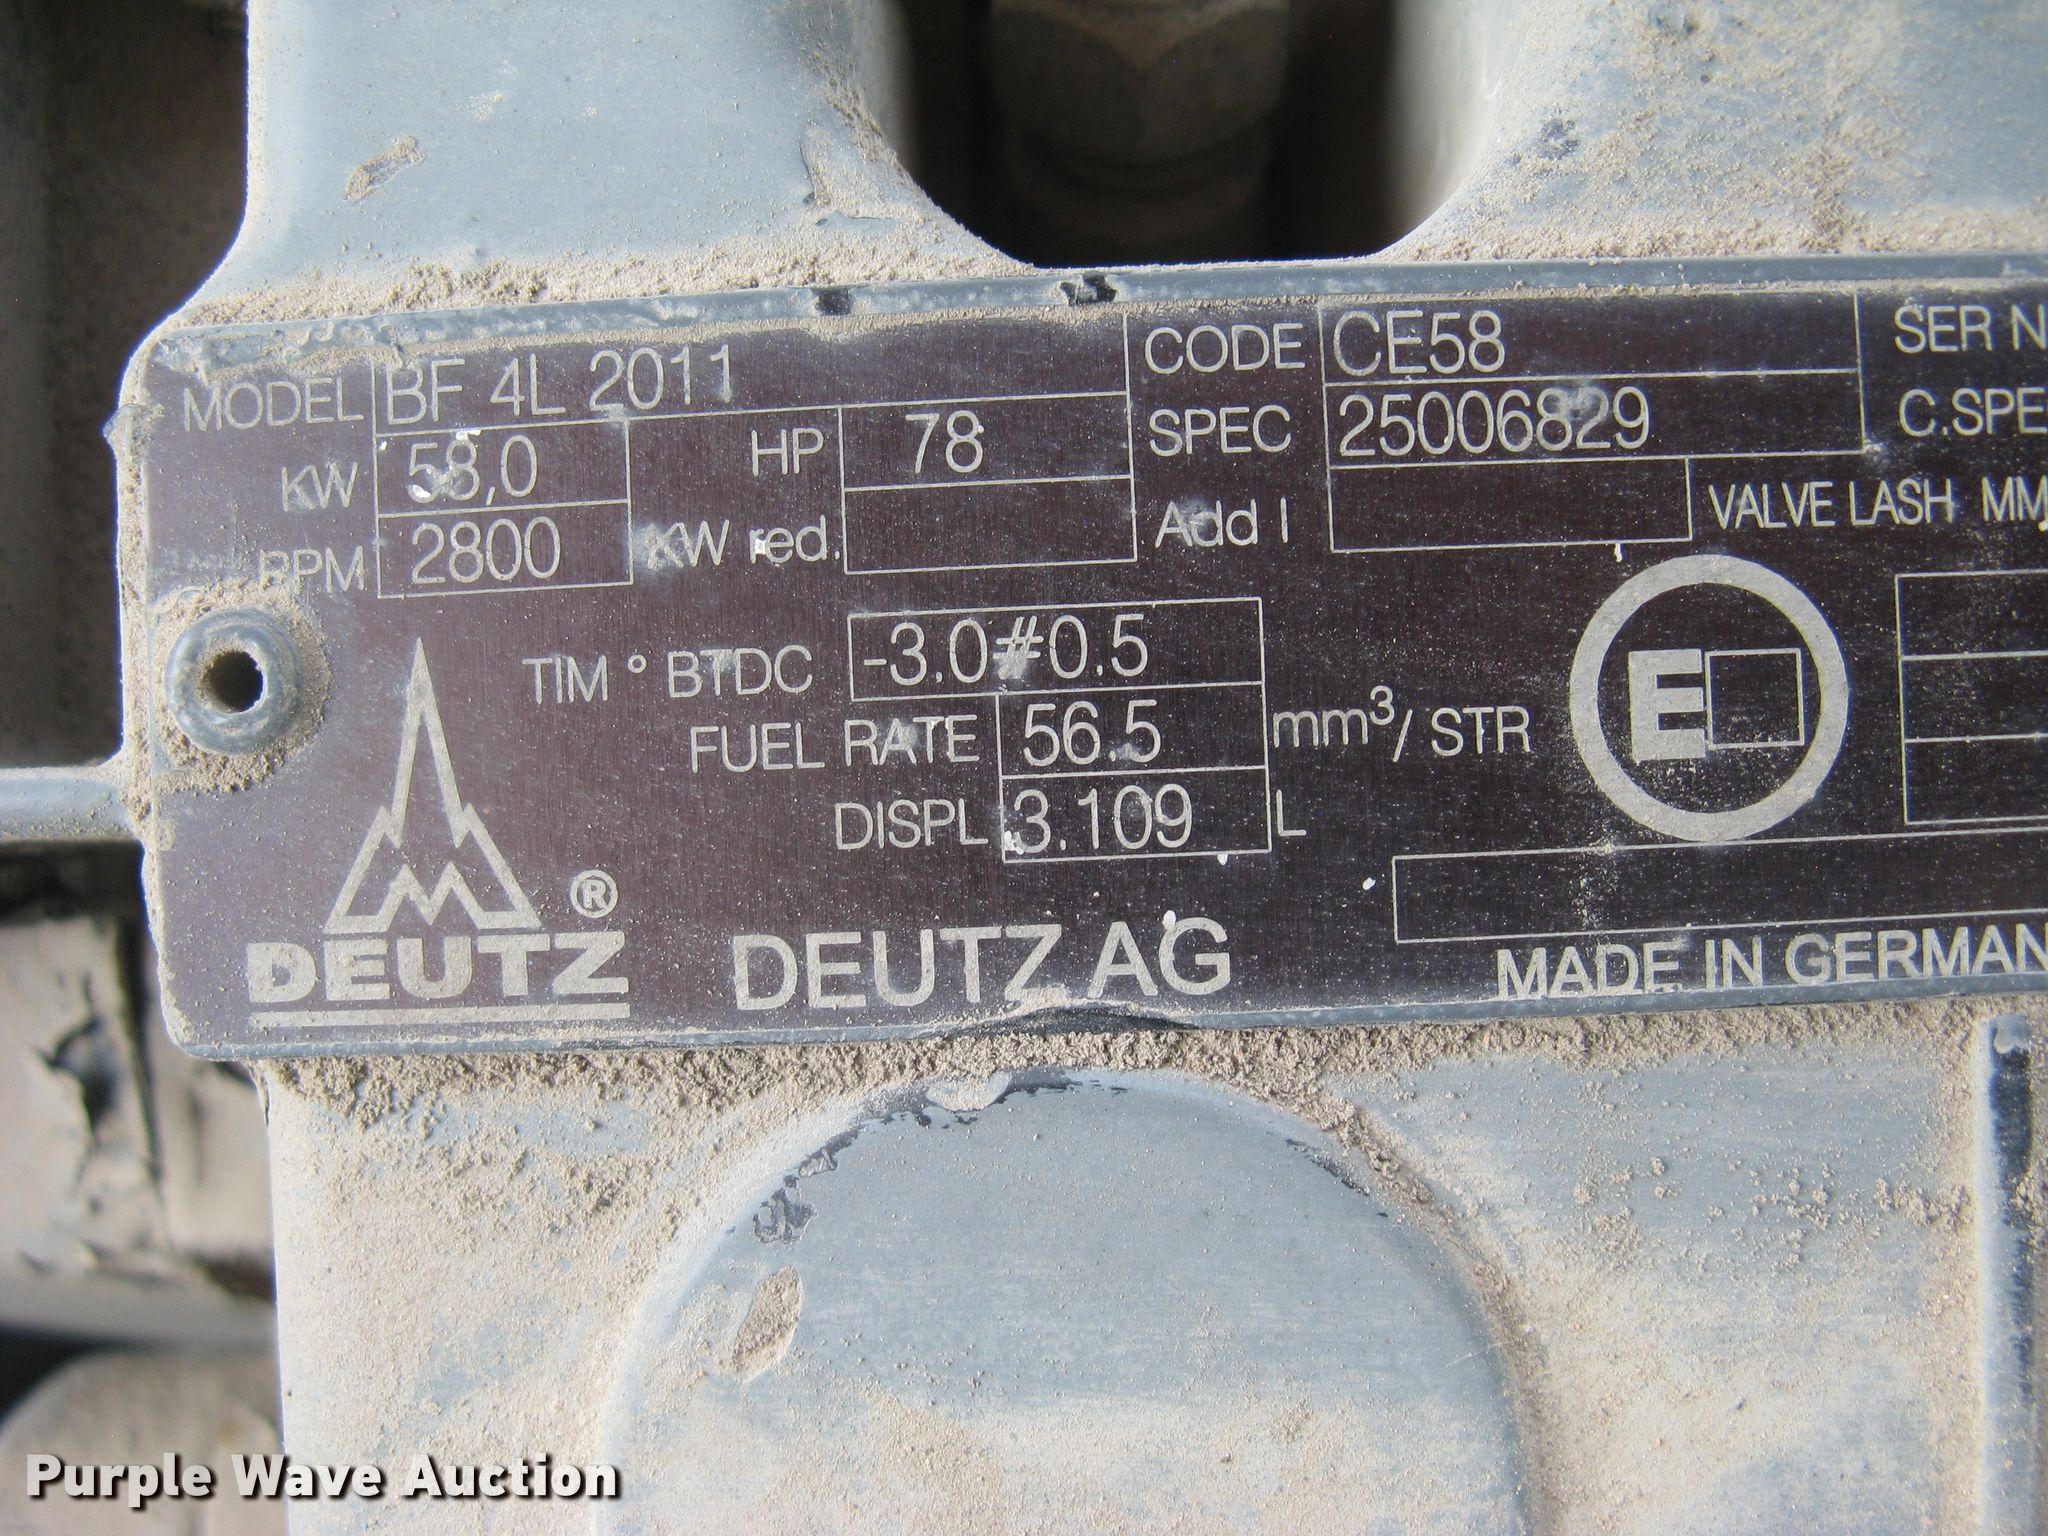 MODEL BF 4L 2011 CODE CE58 SER N
KW 58,0 HP 78 SPEC 25006829 C.SPE
RPM 2800 KW red. Add I VALVE LASH MM
TIM ° BTDC -3.0#0.5
FUEL RATE 56.5 mm³/ STR
DISPL 3.109 L
E
DEUTZ ® DEUTZ AG MADE IN GERMAN
Purple Wave Auction